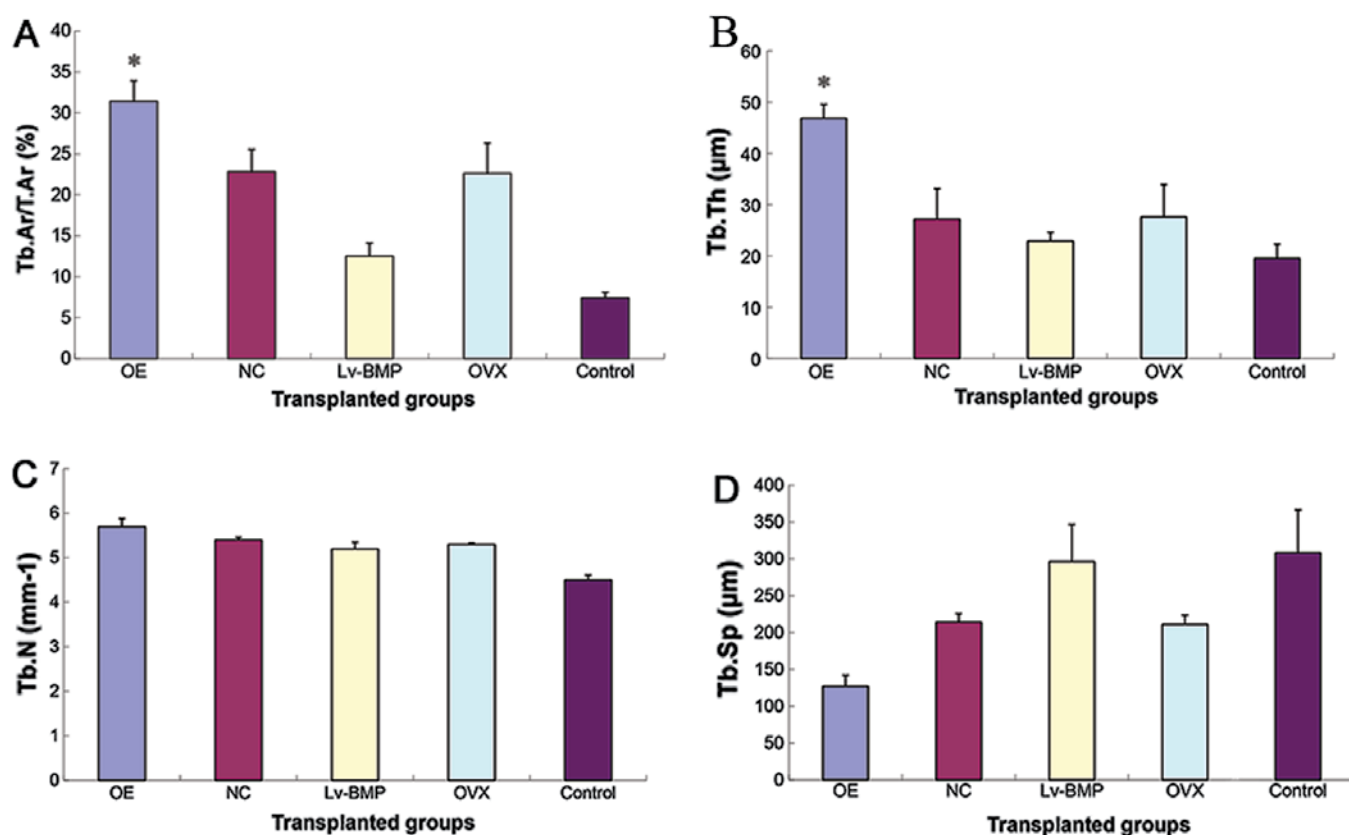 A
Tb.Ar/T.Ar (%)
40
35
30
25
20
15
10
5
0
*
OE NC Lv-BMP OVX Control
Transplanted groups
B
Tb.Th (μm)
60
50
40
30
20
10
0
*
OE NC Lv-BMP OVX Control
Transplanted groups
C
Tb.N (mm-1)
7
6
5
4
3
2
1
0
OE NC Lv-BMP OVX Control
Transplanted groups
D
Tb.Sp (μm)
400
350
300
250
200
150
100
50
0
OE NC Lv-BMP OVX Control
Transplanted groups